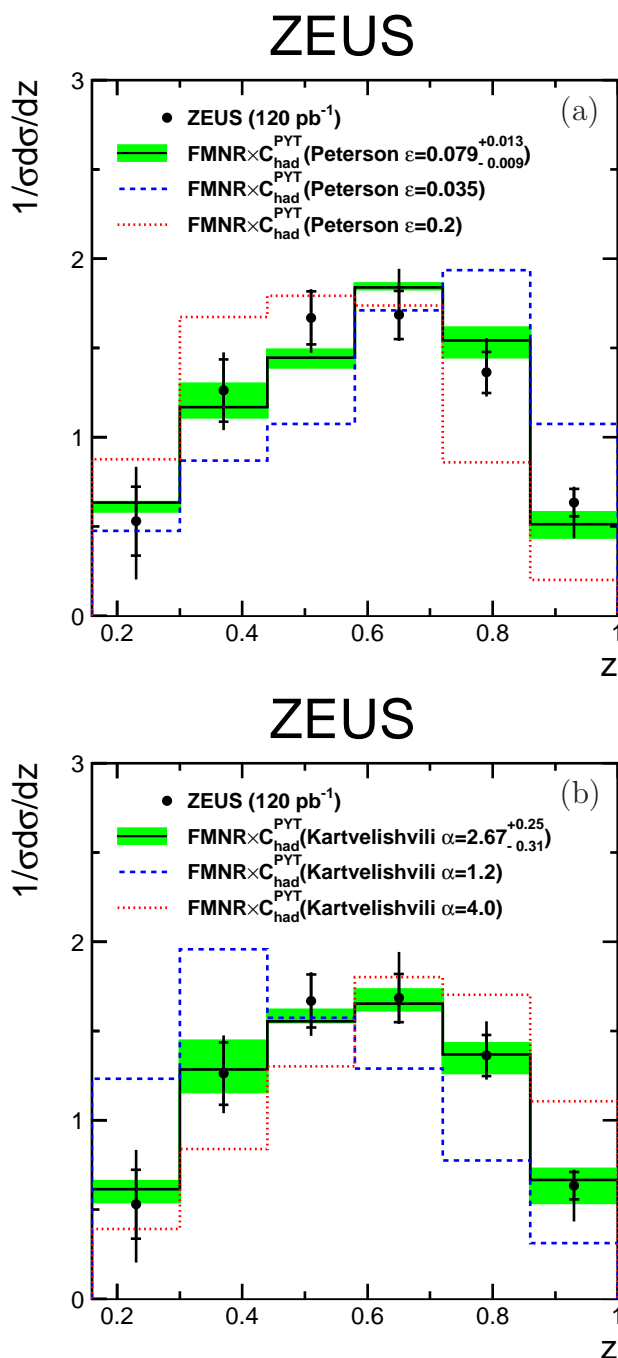 ZEUS
1/σdσ/dz
3
2
1
0
(a)
ZEUS (120 pb⁻¹)
FMNR×C_had^PYT(Peterson ε=0.079 +0.013 - 0.009)
FMNR×C_had^PYT(Peterson ε=0.035)
FMNR×C_had^PYT(Peterson ε=0.2)
0.2 0.4 0.6 0.8 1
z
ZEUS
1/σdσ/dz
3
2
1
0
(b)
ZEUS (120 pb⁻¹)
FMNR×C_had^PYT(Kartvelishvili α=2.67 +0.25 - 0.31)
FMNR×C_had^PYT(Kartvelishvili α=1.2)
FMNR×C_had^PYT(Kartvelishvili α=4.0)
0.2 0.4 0.6 0.8 1
z